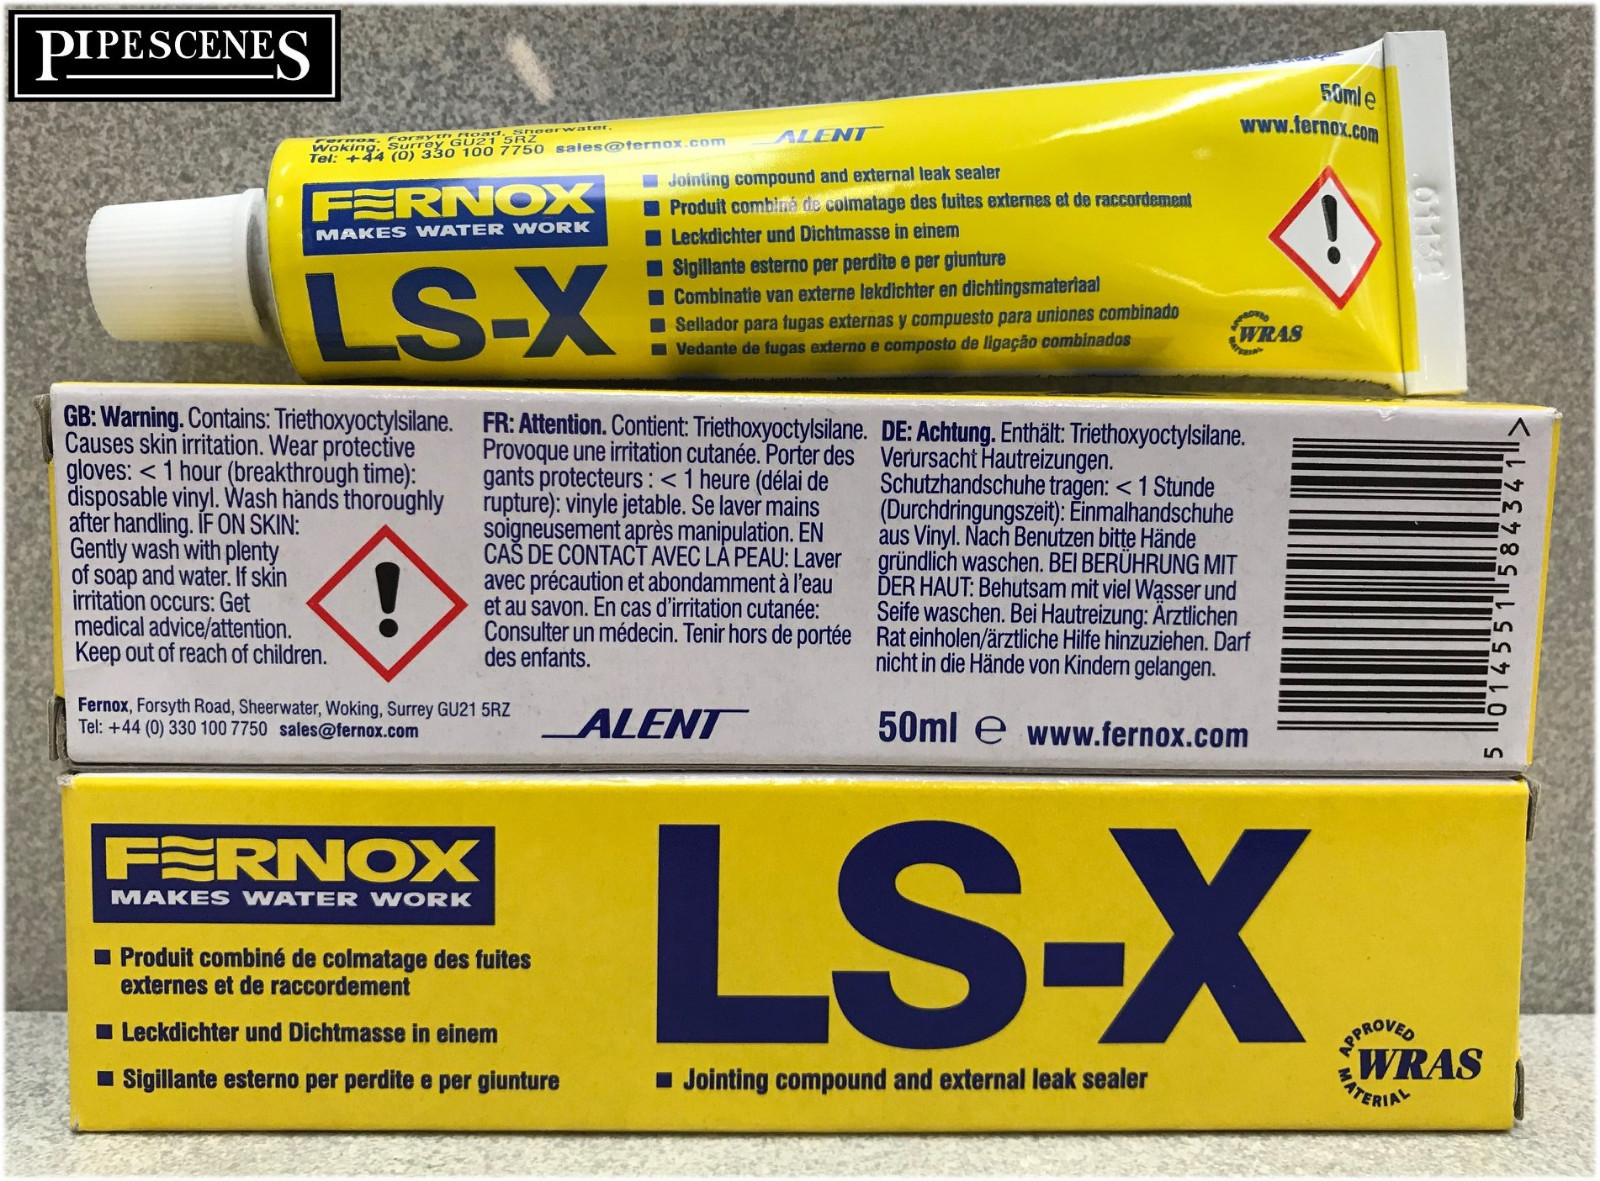 PIPESCENES
Fernox, Forsyth Road, Sheerwater,
Woking, Surrey GU21 5RZ
Tel: +44 (0) 330 100 7750 sales@fernox.com
ALENT
50ml e
www.fernox.com
FERNOX
MAKES WATER WORK
LS-X
■ Jointing compound and external leak sealer
■ Produit combiné de colmatage des fuites externes et de raccordement
■ Leckdichter und Dichtmasse in einem
■ Sigillante esterno per perdite e per giunture
■ Combinatie van externe lekdichter en dichtingsmateriaal
■ Sellador para fugas externas y compuesto para uniones combinado
■ Vedante de fugas externo e composto de ligação combinados
APPROVED
WRAS
MATERIAL
GB: Warning. Contains: Triethoxyoctylsilane.
Causes skin irritation. Wear protective
gloves: < 1 hour (breakthrough time):
disposable vinyl. Wash hands thoroughly
after handling. IF ON SKIN:
Gently wash with plenty
of soap and water. If skin
irritation occurs: Get
medical advice/attention.
Keep out of reach of children.
FR: Attention. Contient: Triethoxyoctylsilane.
Provoque une irritation cutanée. Porter des
gants protecteurs : < 1 heure (délai de
rupture): vinyle jetable. Se laver mains
soigneusement après manipulation. EN
CAS DE CONTACT AVEC LA PEAU: Laver
avec précaution et abondamment à l'eau
et au savon. En cas d'irritation cutanée:
Consulter un médecin. Tenir hors de portée
des enfants.
DE: Achtung. Enthält: Triethoxyoctylsilane.
Verursacht Hautreizungen.
Schutzhandschuhe tragen: < 1 Stunde
(Durchdringungszeit): Einmalhandschuhe
aus Vinyl. Nach Benutzen bitte Hände
gründlich waschen. BEI BERÜHRUNG MIT
DER HAUT: Behutsam mit viel Wasser und
Seife waschen. Bei Hautreizung: Ärztlichen
Rat einholen/ärztliche Hilfe hinzuziehen. Darf
nicht in die Hände von Kindern gelangen.
Fernox, Forsyth Road, Sheerwater, Woking, Surrey GU21 5RZ
Tel: +44 (0) 330 100 7750 sales@fernox.com
ALENT
50ml e www.fernox.com
5 014551 584341 >
FERNOX
MAKES WATER WORK
■ Produit combiné de colmatage des fuites
externes et de raccordement
■ Leckdichter und Dichtmasse in einem
■ Sigillante esterno per perdite e per giunture
LS-X
■ Jointing compound and external leak sealer
APPROVED
WRAS
MATERIAL